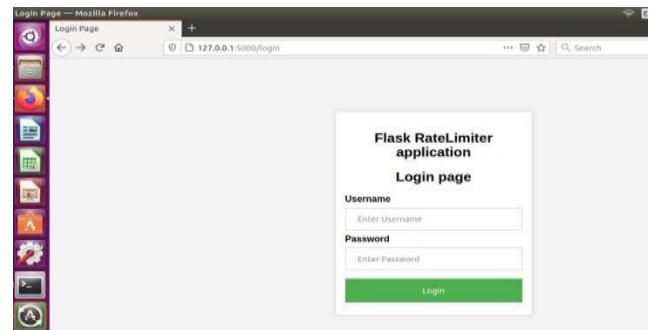 Login Page — Mozilla Firefox
Login Page
127.0.0.1:5000/login
Search
Flask RateLimiter
application
Login page
Username
Enter Username
Password
Enter Password
Login